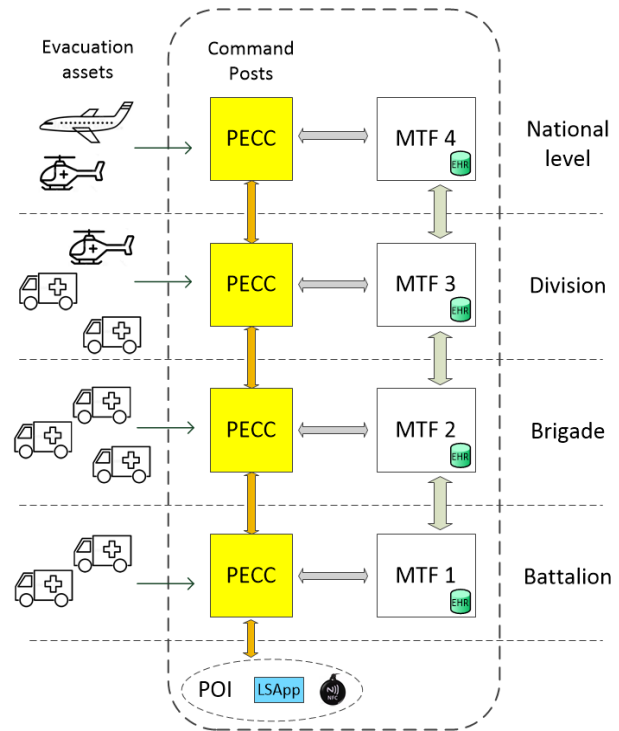 Evacuation
assets
Command
Posts
PECC
MTF 4
EHR
National
level
PECC
MTF 3
EHR
Division
PECC
MTF 2
EHR
Brigade
PECC
MTF 1
EHR
Battalion
POI
LSApp
N))
NFC